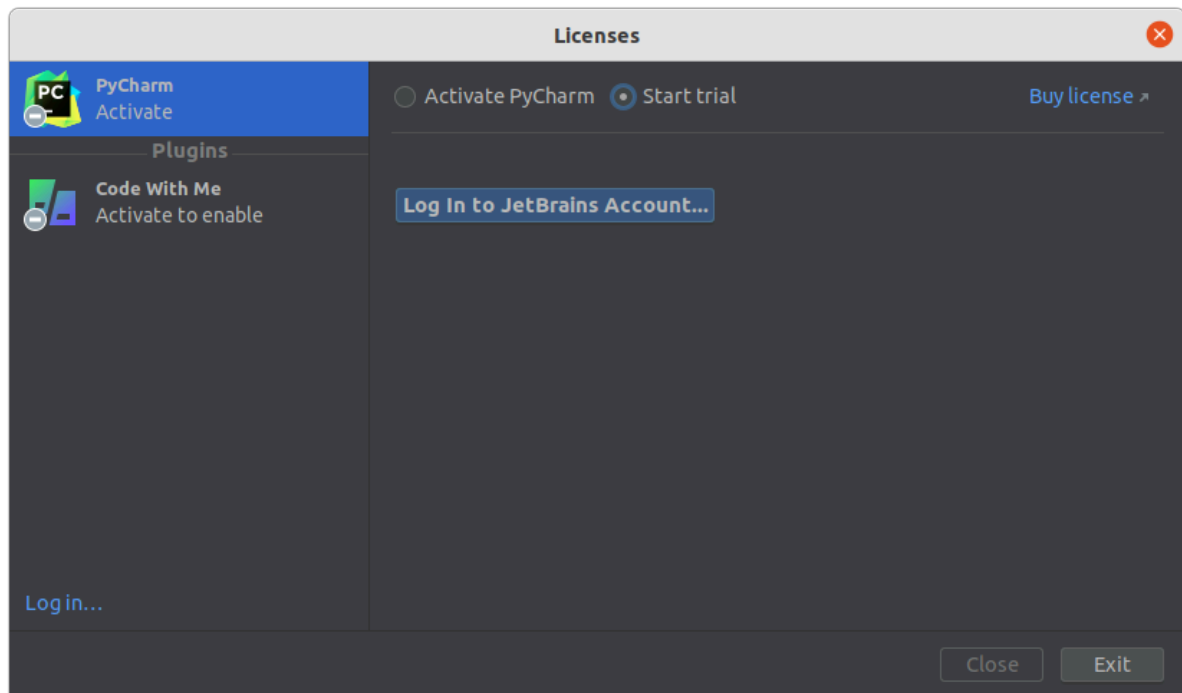 Licenses
PC
PyCharm
Activate
Plugins
Code With Me
Activate to enable
Log in...
Activate PyCharm Start trial Buy license
Log In to JetBrains Account...
Close Exit